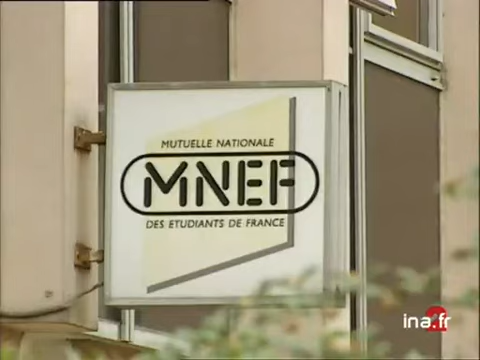 MUTUELLE NATIONALE
MNEF
DES ETUDIANTS DE FRANCE
ina.fr